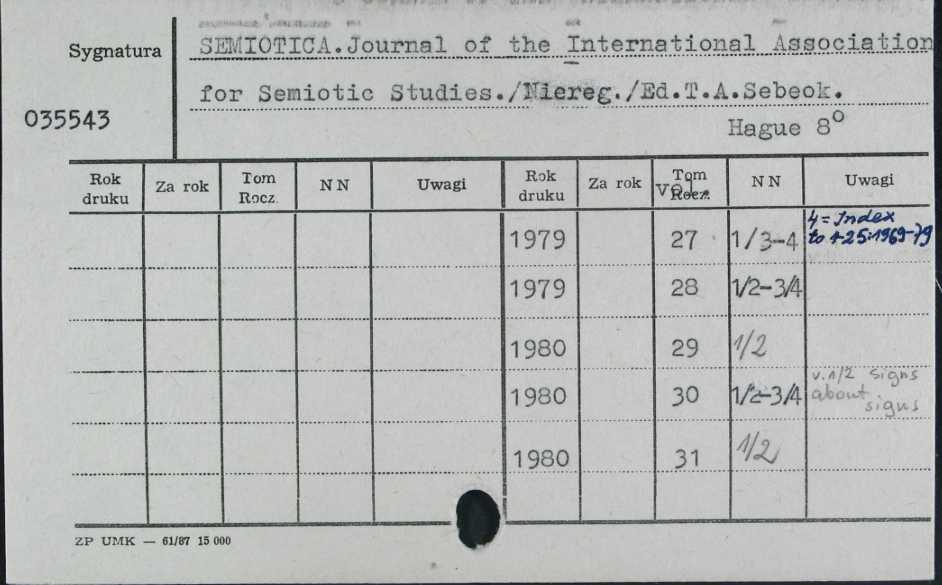 Sygnatura
SEMIOTICA.Journal of the International Association
for Semiotic Studies./Niereg./Ed.T.A.Sebeok.
035543
Hague 8°
Rok druku Za rok Tom Rocz. NN Uwagi Rok druku Za rok Tom Rocz. vol. NN Uwagi
1979 27 1/3-4 4=Index to 1-25:1969-79
1979 28 1/2-3/4
1980 29 1/2
1980 30 1/2-3/4 v.1/2 signs about signs
1980 31 1/2
ZP UMK — 61/87 15 000